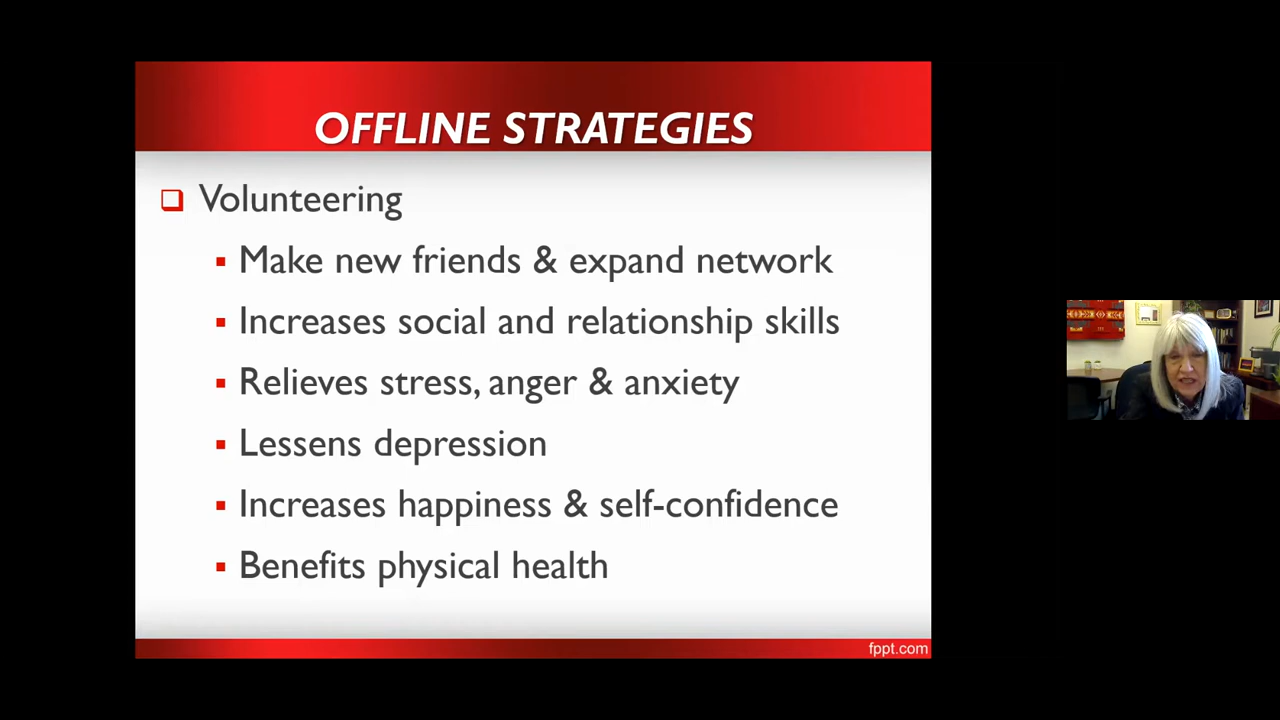 OFFLINE STRATEGIES
Volunteering
Make new friends & expand network
Increases social and relationship skills
Relieves stress, anger & anxiety
Lessens depression
Increases happiness & self-confidence
Benefits physical health
fppt.com